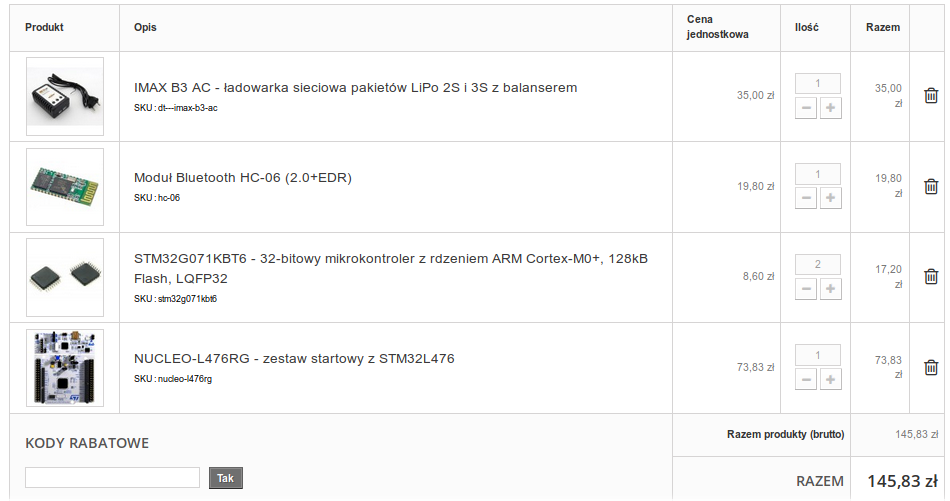 Produkt
Opis
Cena
jednostkowa
Ilość
Razem
IMAX B3 AC - ładowarka sieciowa pakietów LiPo 2S i 3S z balanserem
SKU : dt---imax-b3-ac
35,00 zł
1
35,00
zł
Moduł Bluetooth HC-06 (2.0+EDR)
SKU : hc-06
19,80 zł
1
19,80
zł
STM32G071KBT6 - 32-bitowy mikrokontroler z rdzeniem ARM Cortex-M0+, 128kB
Flash, LQFP32
SKU : stm32g071kbt6
8,60 zł
2
17,20
zł
NUCLEO-L476RG - zestaw startowy z STM32L476
SKU : nucleo-l476rg
73,83 zł
1
73,83
zł
KODY RABATOWE
Tak
Razem produkty (brutto)
145,83 zł
RAZEM
145,83 zł